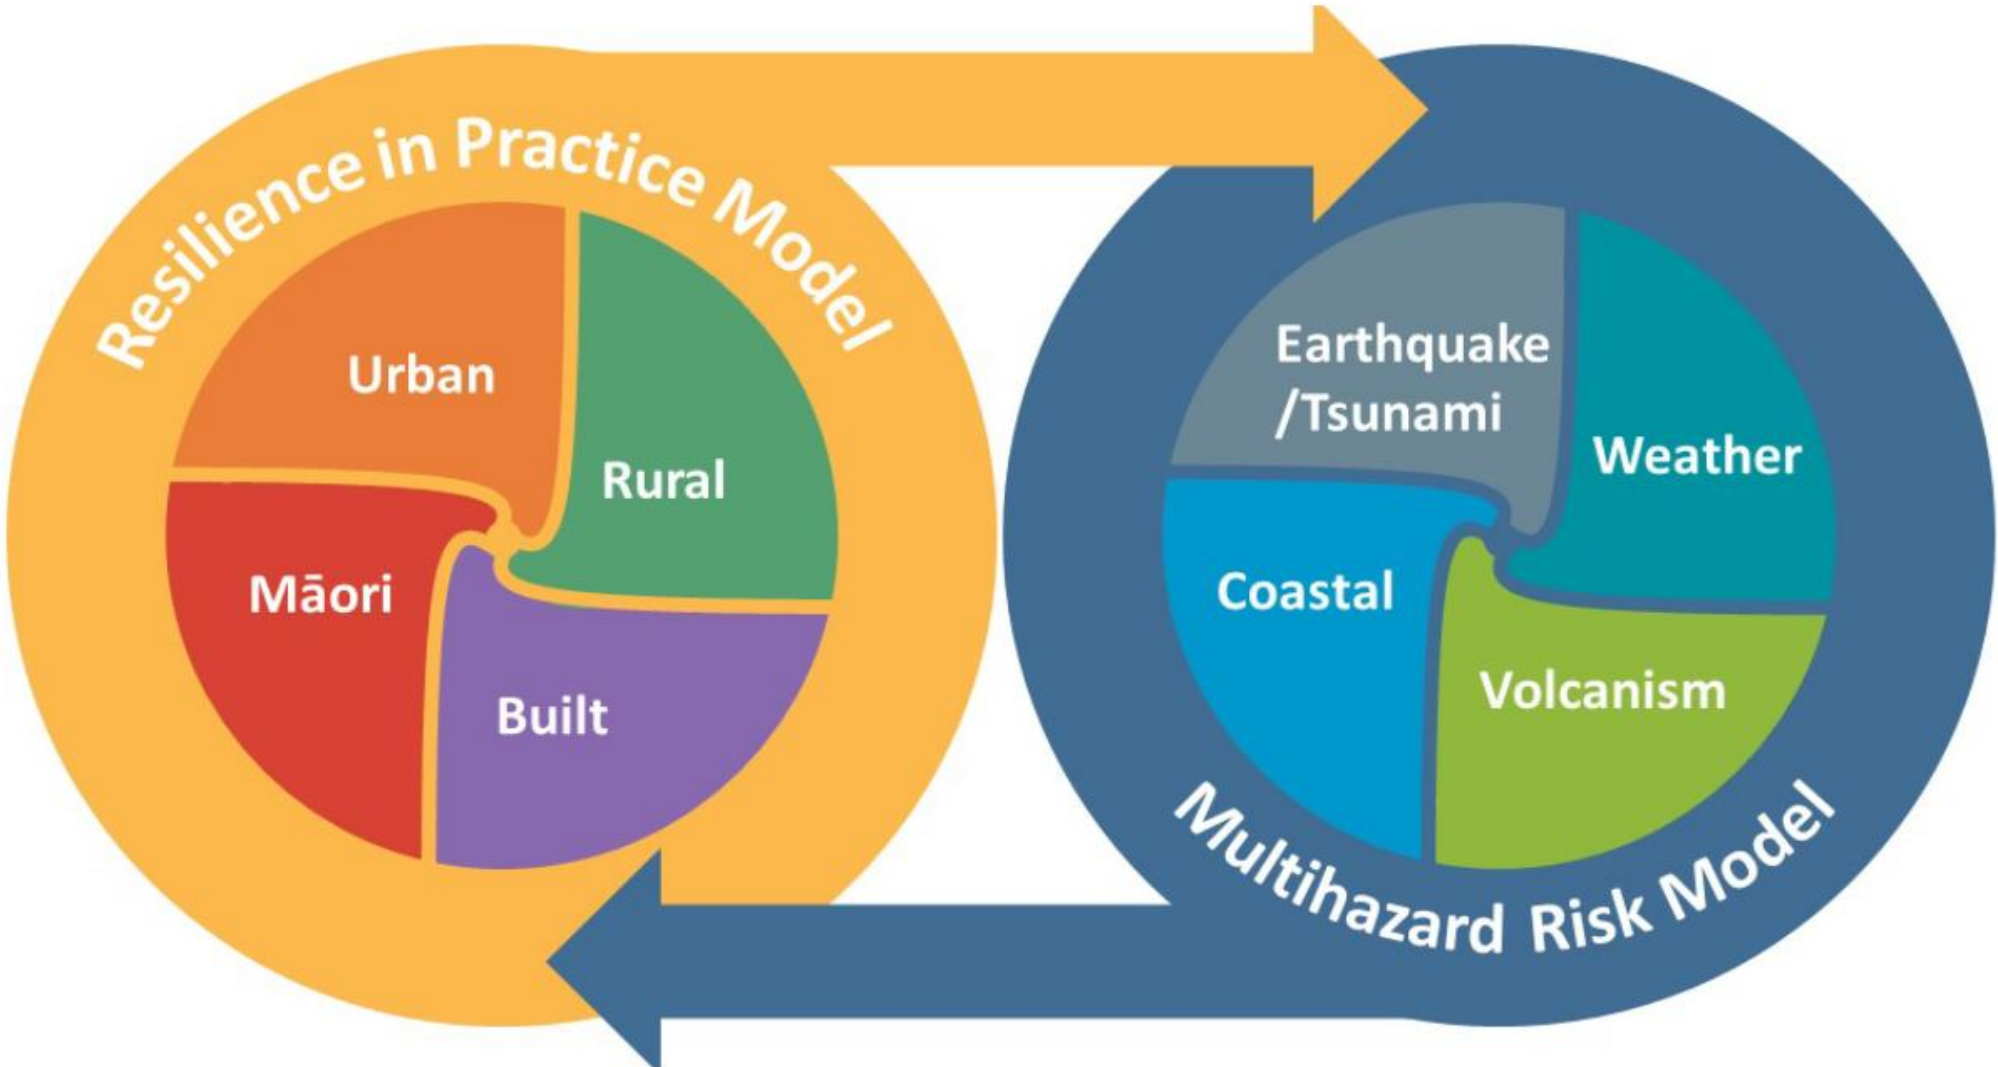 Resilience in Practice Model
Urban
Rural
Māori
Built
Earthquake
/Tsunami
Weather
Coastal
Volcanism
Multihazard Risk Model